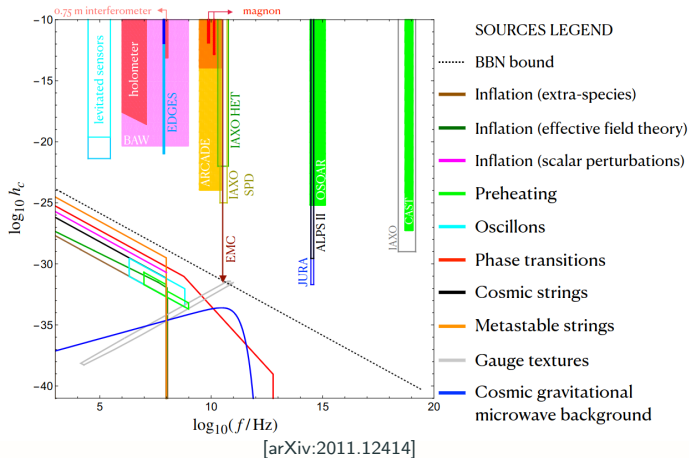 0.75 m interferometer
magnon
-10
-15
-20
-25
-30
-35
-40
log₁₀ h_c
levitated sensors
holometer
BAW
EDGES
ARCADE
IAXO HET
IAXO
SPD
EMC
JURA
ALPS II
OSQAR
IAXO
CAST
5
10
15
20
log₁₀(f/Hz)
SOURCES LEGEND
BBN bound
Inflation (extra-species)
Inflation (effective field theory)
Inflation (scalar perturbations)
Preheating
Oscillons
Phase transitions
Cosmic strings
Metastable strings
Gauge textures
Cosmic gravitational
microwave background
[arXiv:2011.12414]